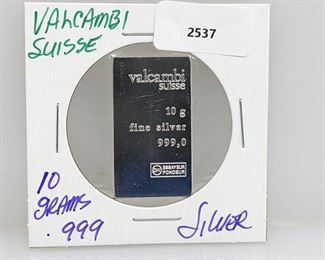 VALCAMBI
SUISSE
2537
valcambi
suisse
10 g
fine silver
999,0
ESSAYEUR
FONDEUR
10
GRAMS
.999
SILVER